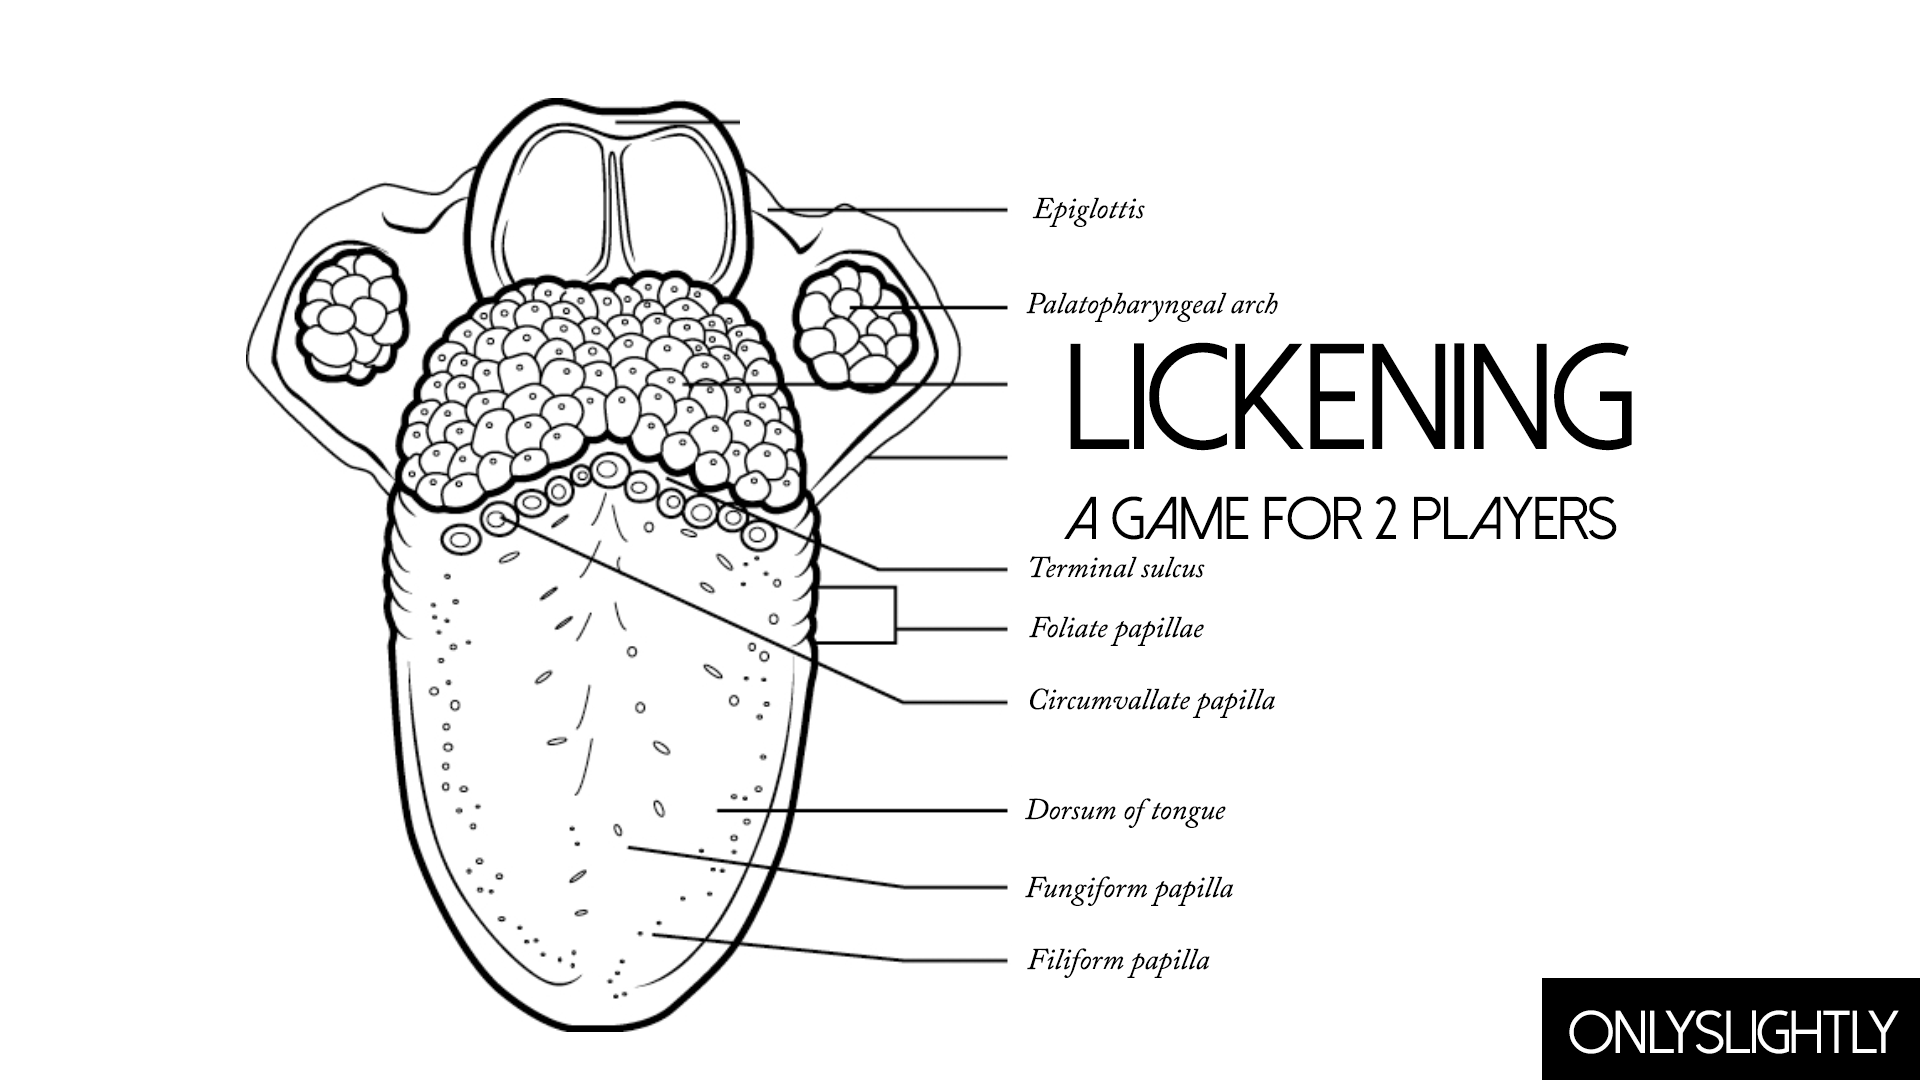 Epiglottis
Palatopharyngeal arch
LICKENING
A GAME FOR 2 PLAYERS
Terminal sulcus
Foliate papillae
Circumvallate papilla
Dorsum of tongue
Fungiform papilla
Filiform papilla
ONLYSLIGHTLY